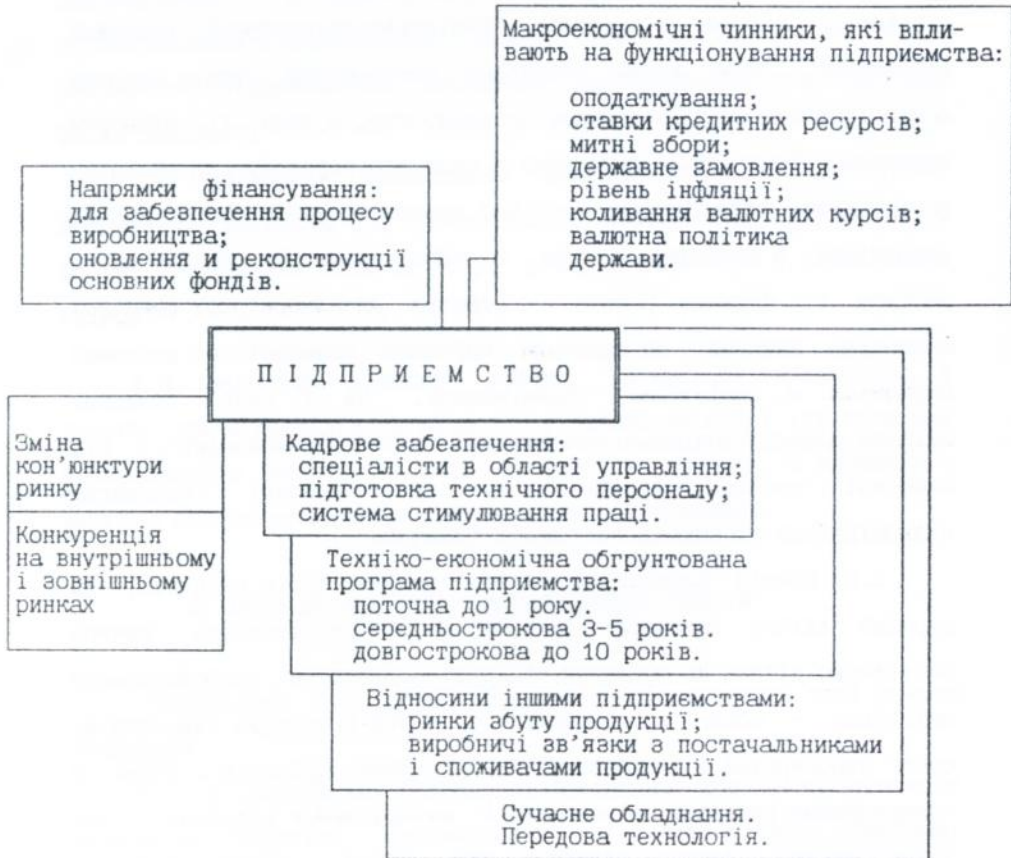 Макроекономічні чинники, які впли-
вають на функціонування підприємства:
оподаткування;
ставки кредитних ресурсів;
митні збори;
державне замовлення;
рівень інфляції;
коливання валютних курсів;
валютна політика
держави.
Напрямки фінансування:
для забезпечення процесу
виробництва;
оновлення и реконструкції
основних фондів.
ПІДПРИЕМСТВО
Зміна
кон'юнктури
ринку
Конкуренція
на внутрішньому
і зовнішньому
ринках
Кадрове забезпечення:
спеціалісти в області управління;
підготовка технічного персоналу;
система стимулювання праці.
Техніко-економічна обгрунтована
програма підприємства:
поточна до 1 року.
середньострокова 3-5 років.
довгострокова до 10 років.
Відносини іншими підприємствами:
ринки збуту продукції;
виробничі зв'язки з постачальниками
і споживачами продукції.
Сучасне обладнання.
Передова технологія.